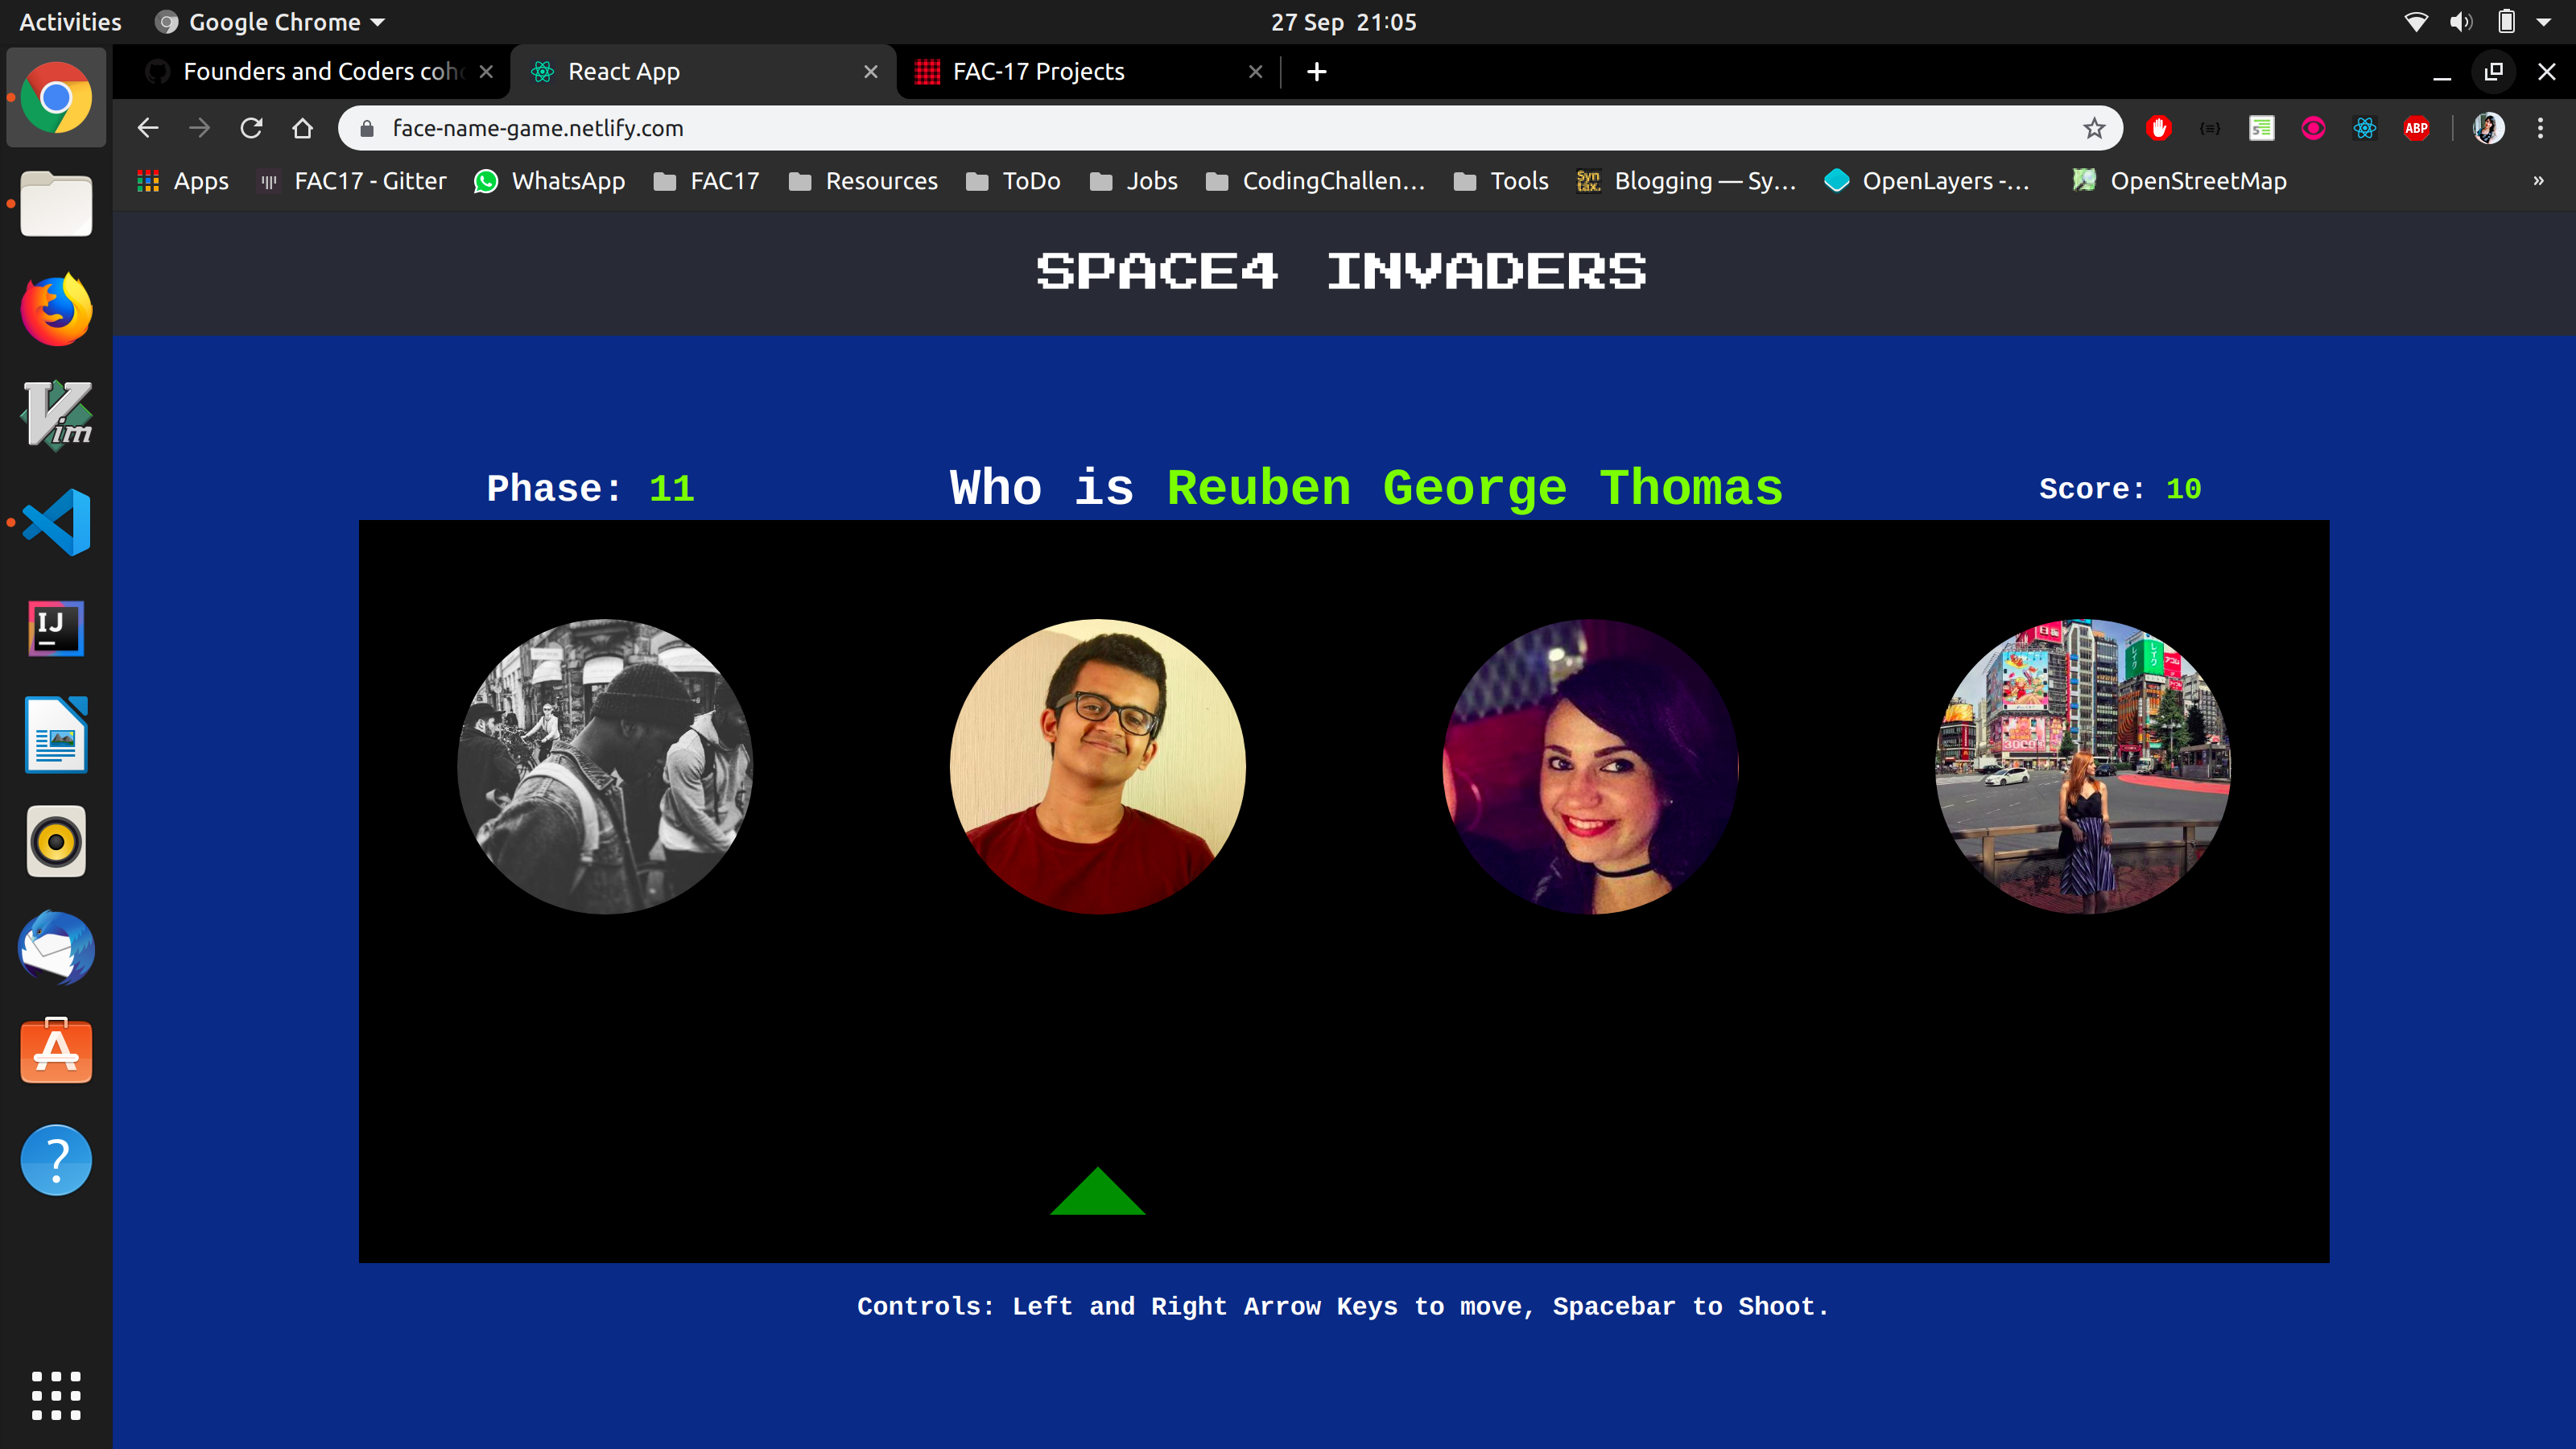 Activities Google Chrome 27 Sep 21:05
Founders and Coders coh React App FAC-17 Projects
face-name-game.netlify.com ABP
Apps FAC17 - Gitter WhatsApp FAC17 Resources ToDo Jobs CodingChallen... Tools Syn tax. Blogging — Sy... OpenLayers -... OpenStreetMap »
SPACE4 INVADERS
Phase: 11 Who is Reuben George Thomas Score: 10
Controls: Left and Right Arrow Keys to move, Spacebar to Shoot.
Vim
IJ
?